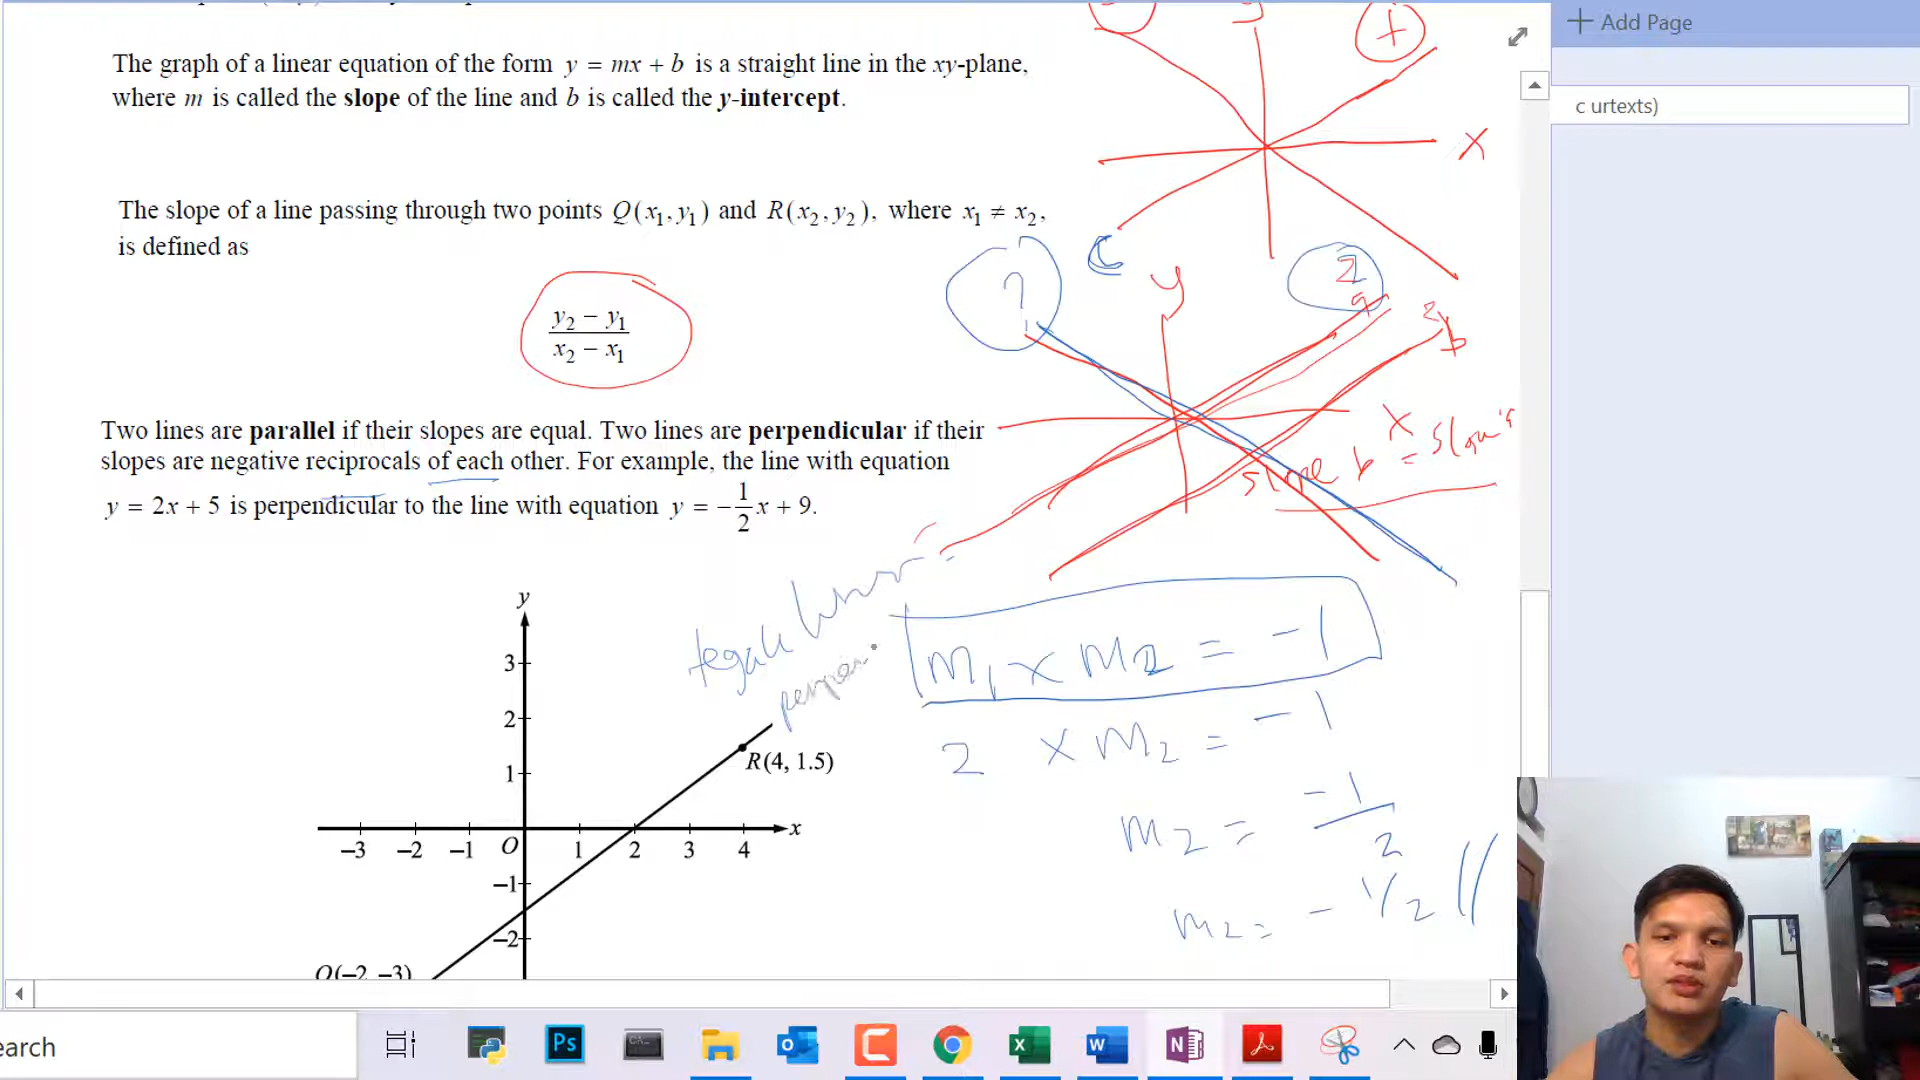 The graph of a linear equation of the form y = mx + b is a straight line in the xy-plane,
where m is called the slope of the line and b is called the y-intercept.
The slope of a line passing through two points Q(x₁, y₁) and R(x₂, y₂), where x₁ ≠ x₂,
is defined as
y₂ − y₁
x₂ − x₁
Two lines are parallel if their slopes are equal. Two lines are perpendicular if their
slopes are negative reciprocals of each other. For example, the line with equation
y = 2x + 5 is perpendicular to the line with equation y = −1/2 x + 9.
y
3
2
1
R(4, 1.5)
x
−3 −2 −1 O 1 2 3 4
−1
−2
Q(−2, −3)
+
x
?
y
2
a
2
b
x
slope b =
tegak lurus
m₁ x m₂ = -1
2 x m₂ = -1
m₂ = -1/2
m₂ = -1/2 //
Add Page
c urtexts)
earch
Ps